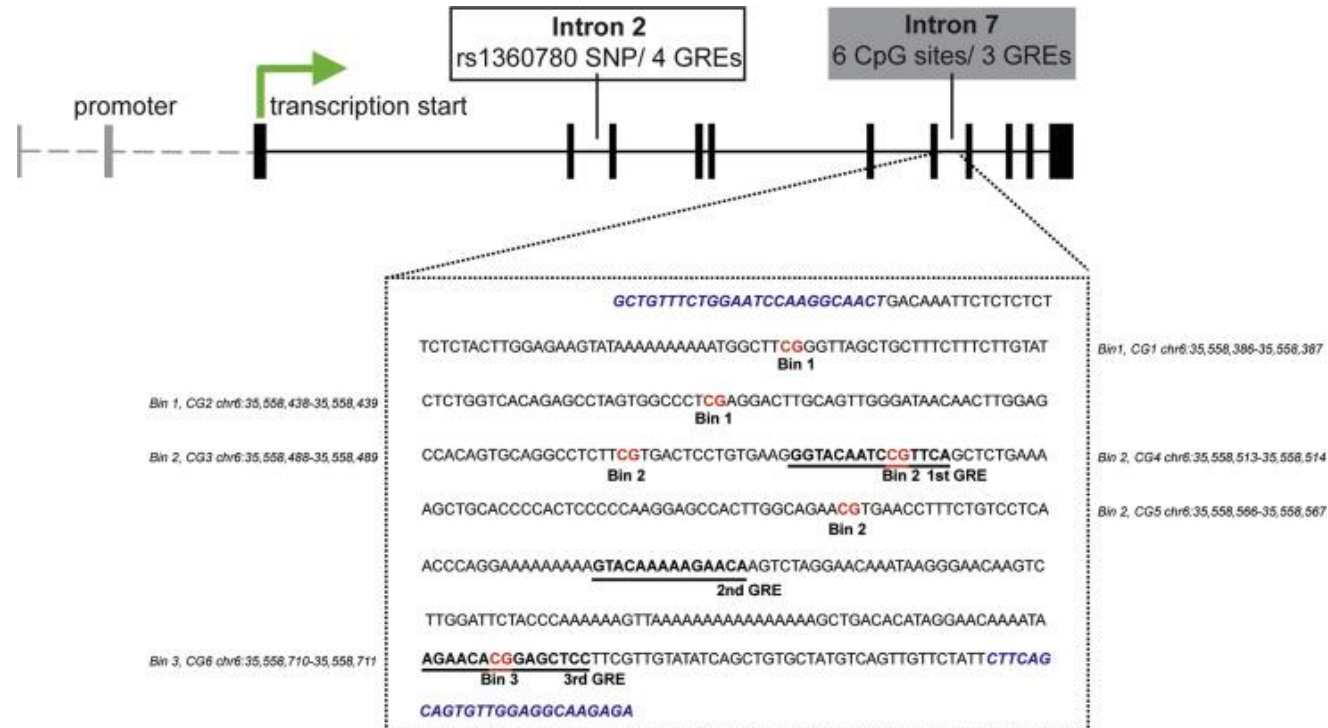 Intron 2
rs1360780 SNP/ 4 GREs
Intron 7
6 CpG sites/ 3 GREs
promoter
transcription start
GCTGTTTCTGGAATCCAAGGCAACTGACAAATTCTCTCTCT
TCTCTACTTGGAGAAGTATAAAAAAAAAAATGGCTTCGGGTTAGCTGCTTTCTTTCTTGTAT
Bin1, CG1 chr6:35,558,386-35,558,387
Bin 1
Bin 1, CG2 chr6:35,558,438-35,558,439
CTCTGGTCACAGAGCCTAGTGGCCCTCGAGGACTTGCAGTTGGGATAACAACTTGGAG
Bin 1
Bin 2, CG3 chr6:35,558,488-35,558,489
CCACAGTGCAGGCCTCTTCGTGACTCCTGTGAAGGGTACAATCCGTTCAGCTCTGAAA
Bin 2, CG4 chr6:35,558,513-35,558,514
Bin 2
Bin 2 1st GRE
AGCTGCACCCCACTCCCCCAAGGAGCCACTTGGCAGAACGTGAACCTTTCTGTCCTCA
Bin 2, CG5 chr6:35,558,566-35,558,567
Bin 2
ACCCAGGAAAAAAAAAGTACAAAAAGAACAAGTCTAGGAACAAATAAGGGAACAAGTC
2nd GRE
TTGGATTCTACCCAAAAAAGTTAAAAAAAAAAAAAAAAGCTGACACATAGGAACAAAATA
Bin 3, CG6 chr6:35,558,710-35,558,711
AGAACACGGAGCTCCTTCGTTGTATATCAGCTGTGCTATGTCAGTTGTTCTATTCTTCAG
Bin 3
3rd GRE
CAGTGTTGGAGGCAAGAGA